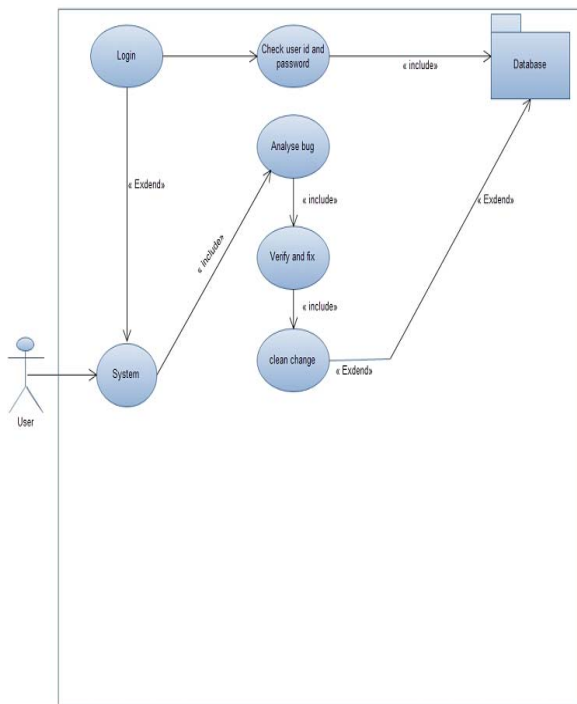 Login
Check user id and
password
« include»
Database
Analyse bug
« Exdend»
« include»
« Exdend»
« include»
Verify and fix
« include»
System
clean change
« Exdend»
User